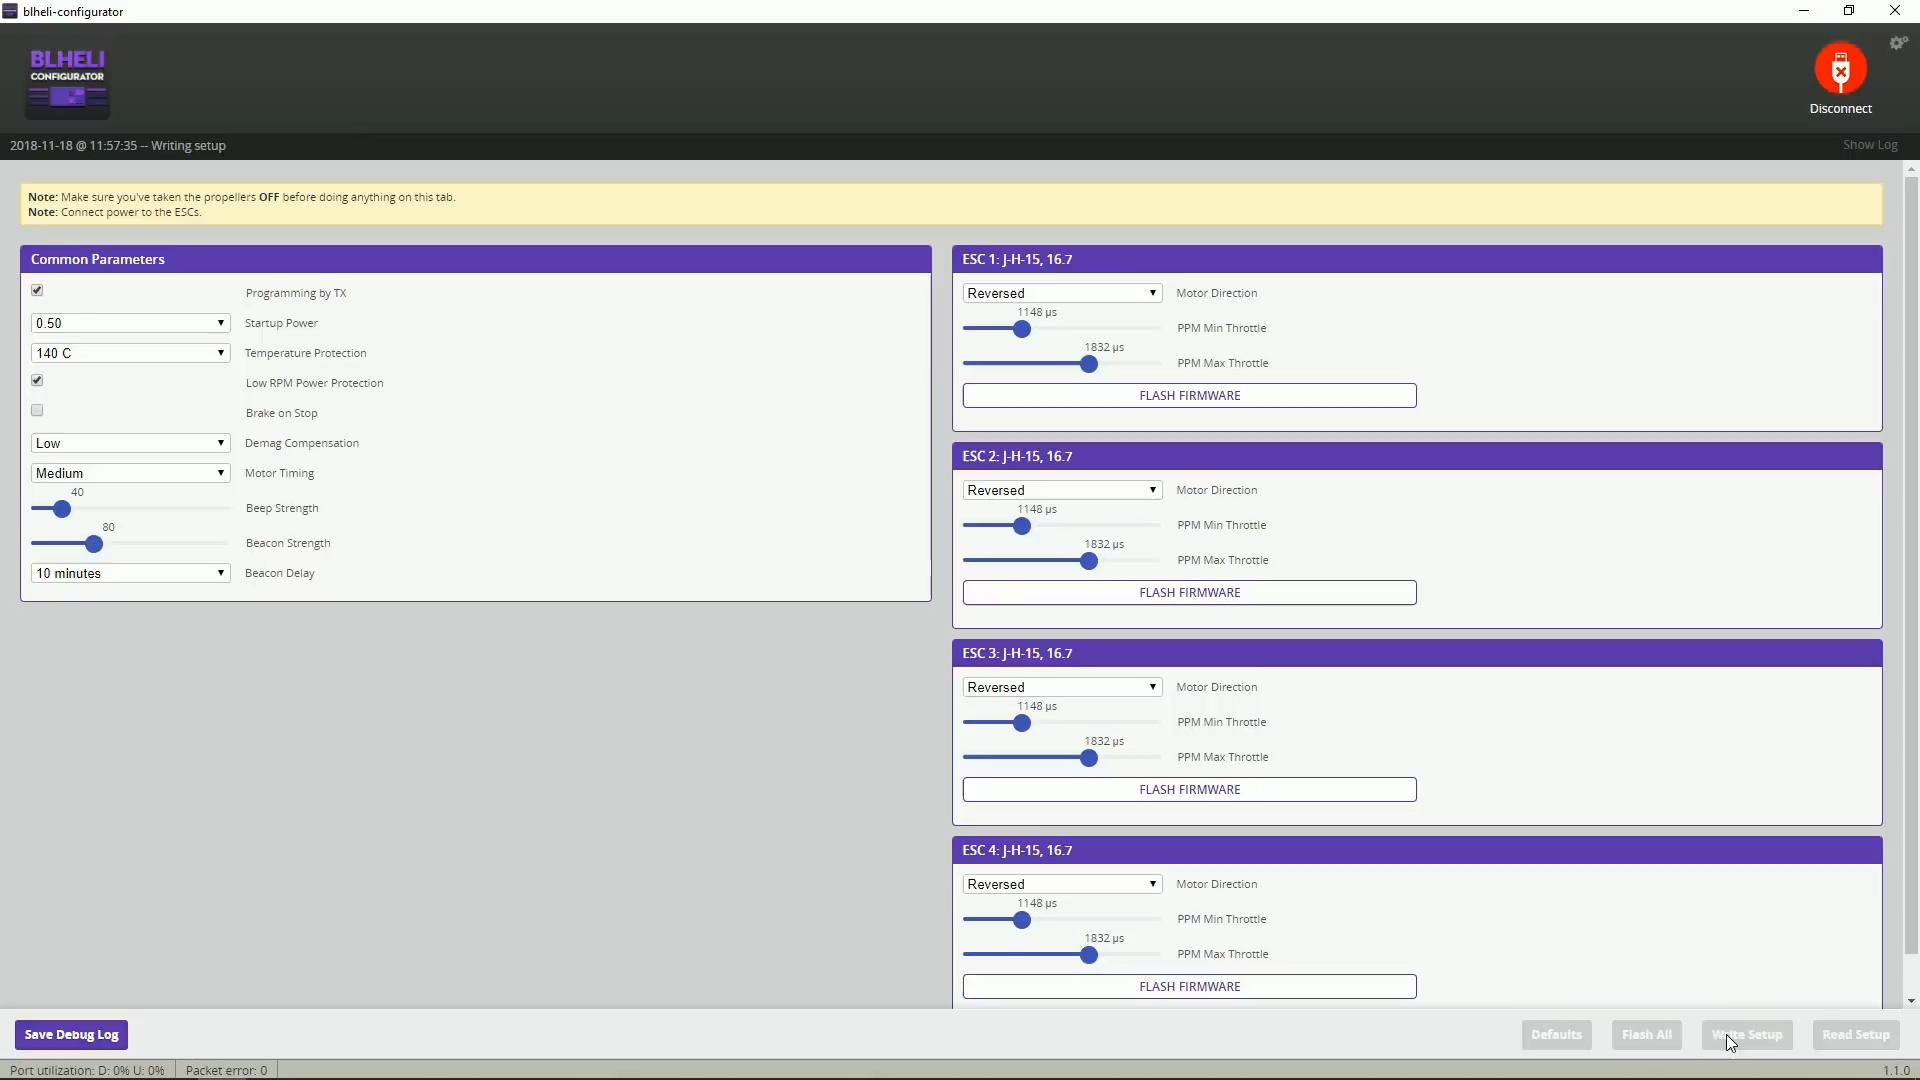 blheli-configurator
BLHELI
CONFIGURATOR
Disconnect
2018-11-18 @ 11:57:35 -- Writing setup
Show Log
Note: Make sure you've taken the propellers OFF before doing anything on this tab.
Note: Connect power to the ESCs.
Common Parameters
Programming by TX
0.50 Startup Power
140 C Temperature Protection
Low RPM Power Protection
Brake on Stop
Low Demag Compensation
Medium Motor Timing
40
Beep Strength
80
Beacon Strength
10 minutes Beacon Delay
ESC 1: J-H-15, 16.7
Reversed Motor Direction
1148 µs
PPM Min Throttle
1832 µs
PPM Max Throttle
FLASH FIRMWARE
ESC 2: J-H-15, 16.7
Reversed Motor Direction
1148 µs
PPM Min Throttle
1832 µs
PPM Max Throttle
FLASH FIRMWARE
ESC 3: J-H-15, 16.7
Reversed Motor Direction
1148 µs
PPM Min Throttle
1832 µs
PPM Max Throttle
FLASH FIRMWARE
ESC 4: J-H-15, 16.7
Reversed Motor Direction
1148 µs
PPM Min Throttle
1832 µs
PPM Max Throttle
FLASH FIRMWARE
Save Debug Log
Defaults Flash All Write Setup Read Setup
Port utilization: D: 0% U: 0% Packet error: 0 1.1.0